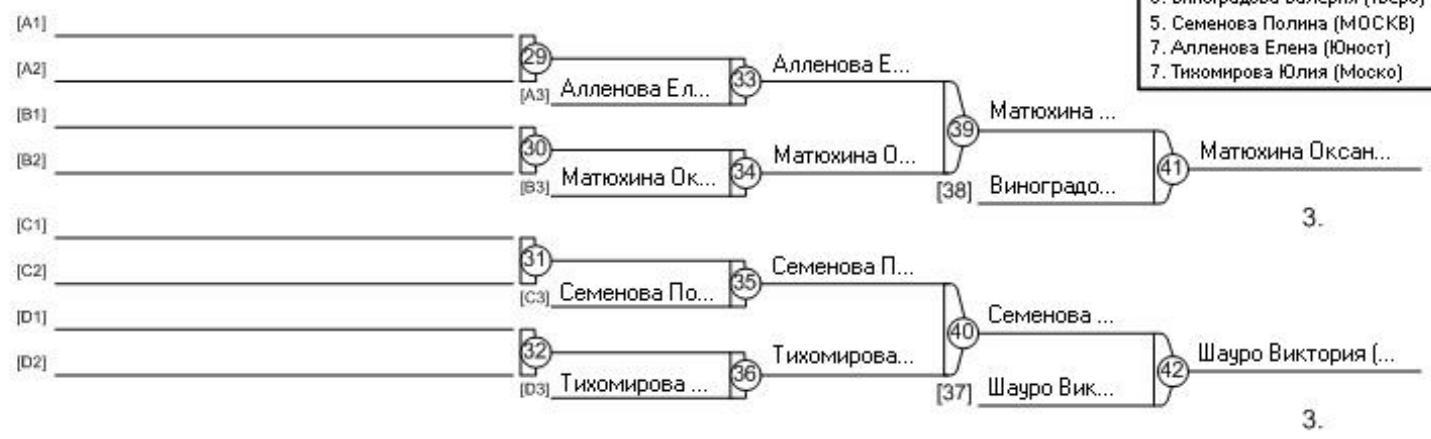 5. Семенова Полина (МОСКВ)
7. Алленова Елена (Юност)
7. Тихомирова Юлия (Моско)
[A1]
[A2]
29
[A3] Алленова Ел...
33
Алленова Е...
[B1]
[B2]
30
[B3] Матюхина Ок...
34
Матюхина О...
39
Матюхина ...
[38] Виноградо...
41
Матюхина Оксан...
3.
[C1]
[C2]
31
[C3] Семенова По...
35
Семенова П...
[D1]
[D2]
32
[D3] Тихомирова ...
36
Тихомирова...
40
Семенова ...
[37] Шауро Вик...
42
Шауро Виктория (...
3.